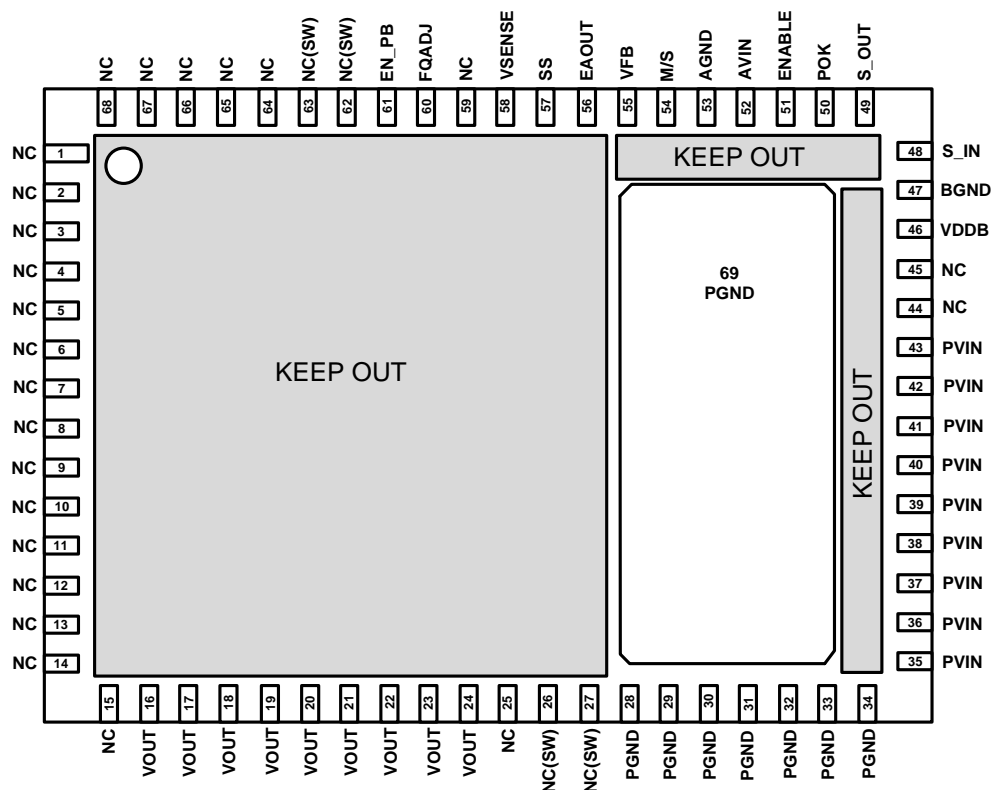 NC NC NC NC NC NC(SW) NC(SW) EN_PB FQADJ NC VSENSE SS EAOUT VFB M/S AGND AVIN ENABLE POK S_OUT
68 67 66 65 64 63 62 61 60 59 58 57 56 55 54 53 52 51 50 49
NC 1
KEEP OUT
48 S_IN
NC 2
47 BGND
NC 3
46 VDDB
NC 4
69
PGND
45 NC
NC 5
44 NC
NC 6
43 PVIN
KEEP OUT
NC 7
42 PVIN
NC 8
41 PVIN
KEEP OUT
NC 9
40 PVIN
NC 10
39 PVIN
NC 11
38 PVIN
NC 12
37 PVIN
NC 13
36 PVIN
NC 14
35 PVIN
15 16 17 18 19 20 21 22 23 24 25 26 27 28 29 30 31 32 33 34
NC VOUT VOUT VOUT VOUT VOUT VOUT VOUT VOUT VOUT NC NC(SW) NC(SW) PGND PGND PGND PGND PGND PGND PGND